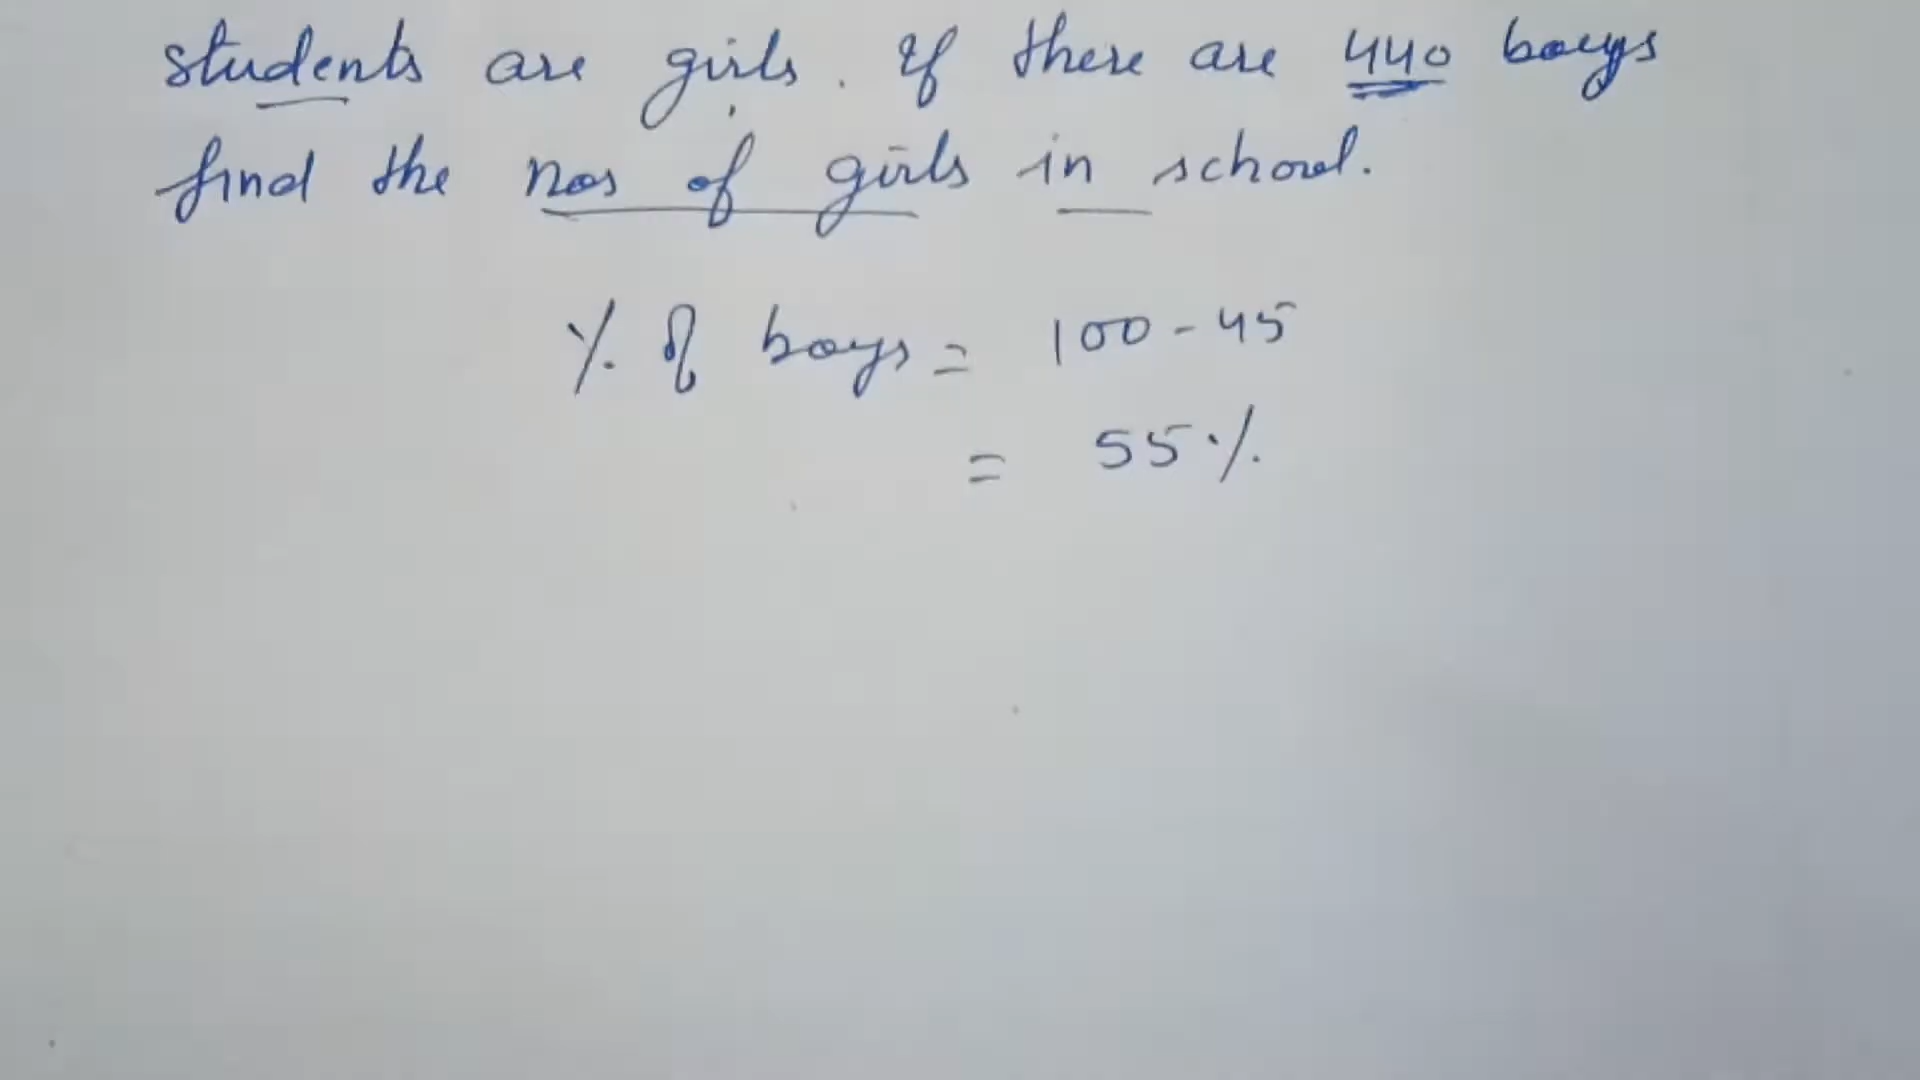 students are girls. If there are 440 boys
find the nos of girls in school.
% of boys = 100 - 45
= 55%